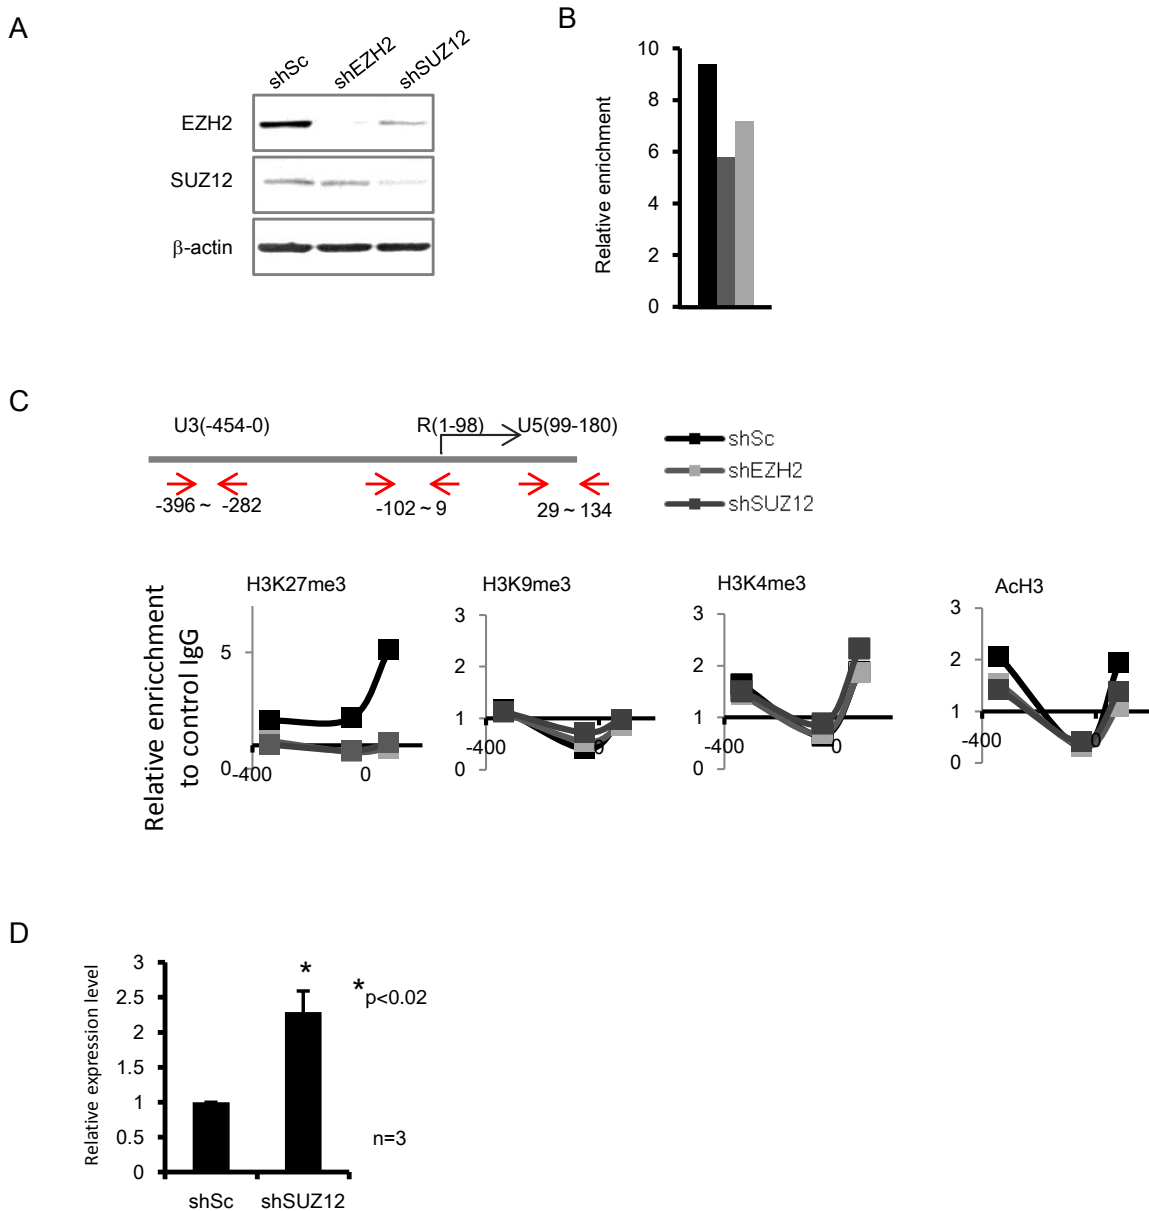 A
shSc shEZH2 shSUZ12
EZH2
SUZ12
β-actin
B
Relative enrichment
10
8
6
4
2
0
C
U3(-454-0) R(1-98) U5(99-180)
-396 ~ -282 -102 ~ 9 29 ~ 134
shSc
shEZH2
shSUZ12
Relative enricchment
to control IgG
H3K27me3
5
0
-400 0
H3K9me3
3
2
1
0
-400 0
H3K4me3
3
2
1
0
-400 0
AcH3
3
2
1
0
-400 0
D
Relative expression level
3
2.5
2
1.5
1
0.5
0
*
*p<0.02
n=3
shSc shSUZ12